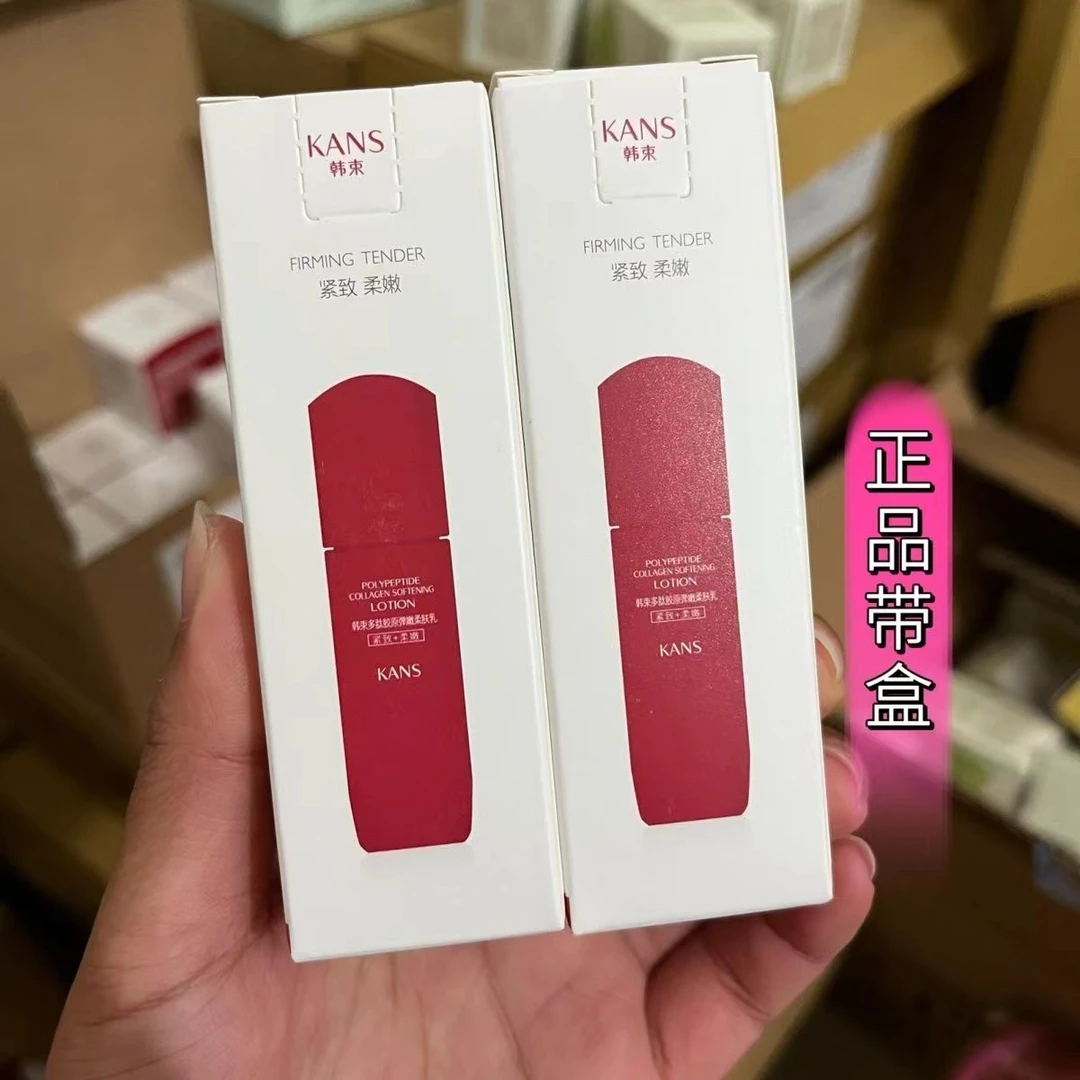 KANS
韩束
FIRMING TENDER
紧致 柔嫩
POLYPEPTIDE
COLLAGEN SOFTENING
LOTION
韩束多肽胶原弹嫩柔肤乳
紧致+柔嫩
KANS
KANS
韩束
FIRMING TENDER
紧致 柔嫩
POLYPEPTIDE
COLLAGEN SOFTENING
LOTION
韩束多肽胶原弹嫩柔肤乳
紧致+柔嫩
KANS
正品带盒